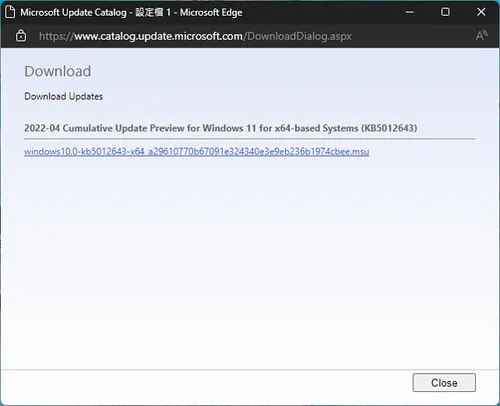 Microsoft Update Catalog - 設定檔 1 - Microsoft Edge
https://www.catalog.update.microsoft.com/DownloadDialog.aspx
Download
Download Updates
2022-04 Cumulative Update Preview for Windows 11 for x64-based Systems (KB5012643)
windows10.0-kb5012643-x64_a29610770b67091e324340e3e9eb236b1974cbee.msu
Close